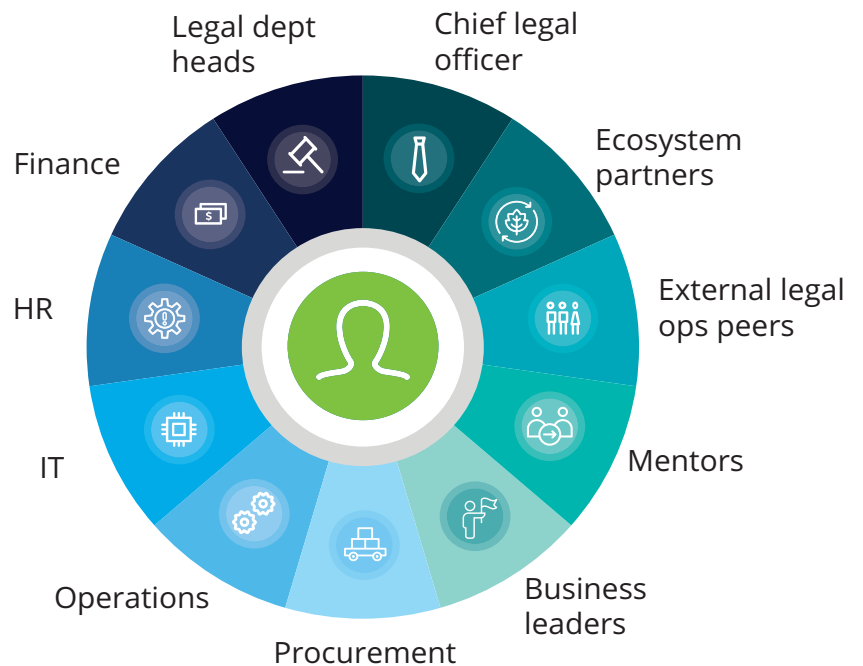 Legal dept
heads
Chief legal
officer
Ecosystem
partners
External legal
ops peers
Mentors
Business
leaders
Procurement
Operations
IT
HR
Finance
$